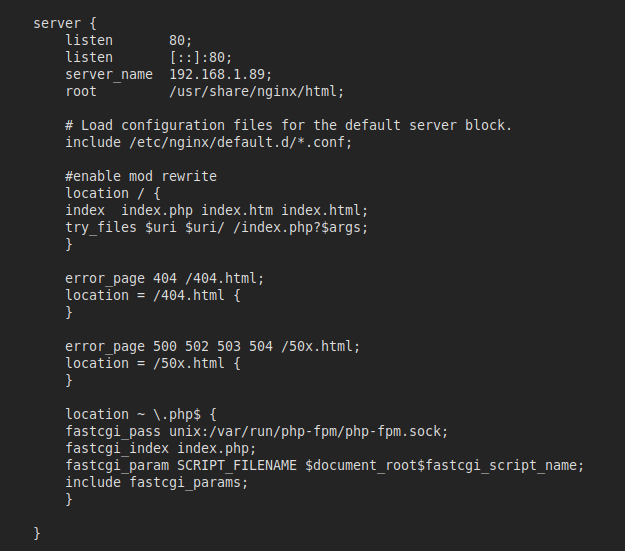 server {
    listen       80;
    listen       [::]:80;
    server_name  192.168.1.89;
    root         /usr/share/nginx/html;

    # Load configuration files for the default server block.
    include /etc/nginx/default.d/*.conf;

    #enable mod rewrite
    location / {
    index  index.php index.htm index.html;
    try_files $uri $uri/ /index.php?$args;
    }

    error_page 404 /404.html;
    location = /404.html {
    }

    error_page 500 502 503 504 /50x.html;
    location = /50x.html {
    }

    location ~ \.php$ {
    fastcgi_pass unix:/var/run/php-fpm/php-fpm.sock;
    fastcgi_index index.php;
    fastcgi_param SCRIPT_FILENAME $document_root$fastcgi_script_name;
    include fastcgi_params;
    }

}